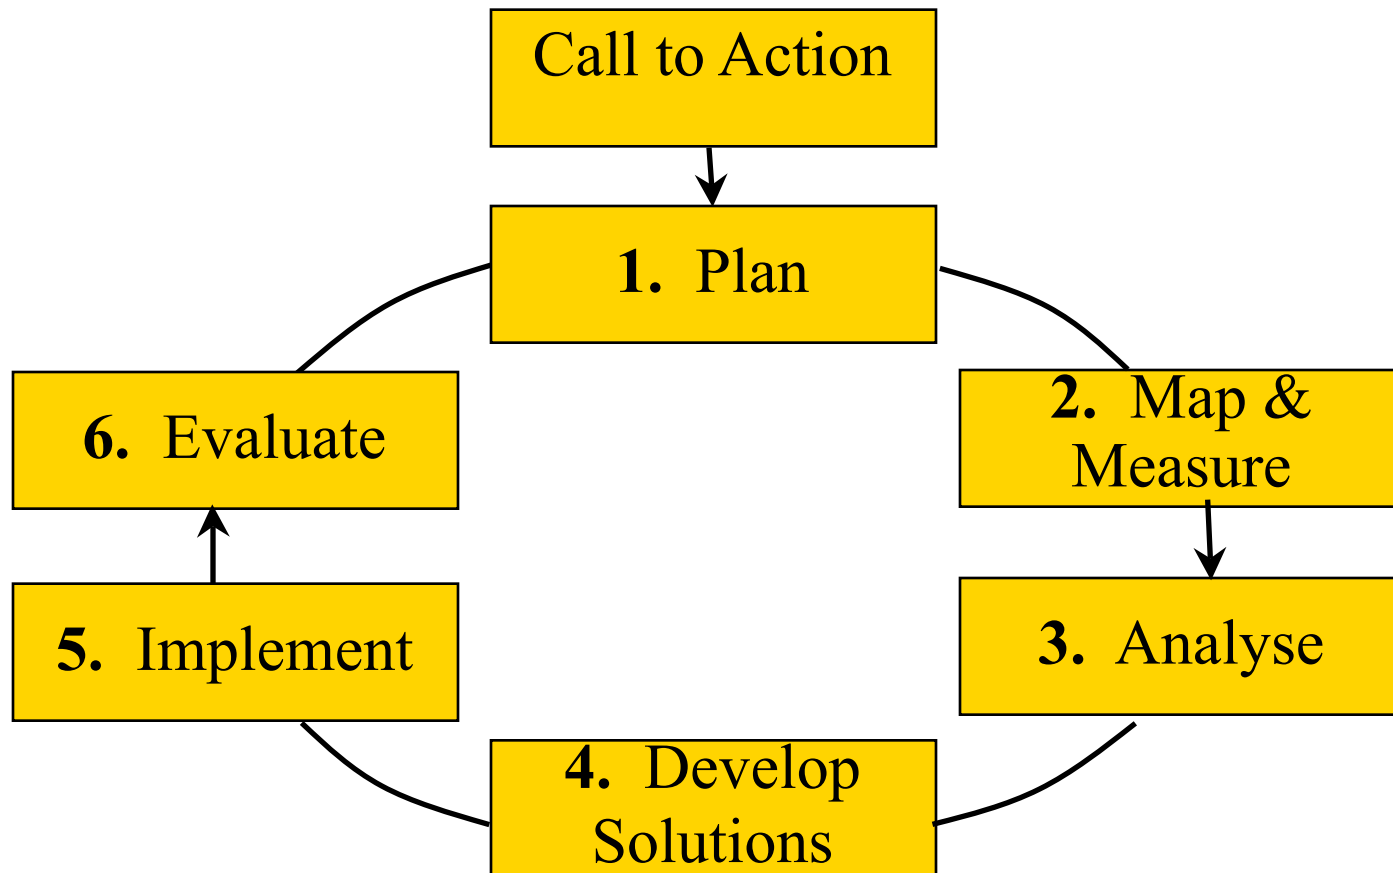 Call to Action
1. Plan
2. Map &
Measure
3. Analyse
4. Develop
Solutions
5. Implement
6. Evaluate